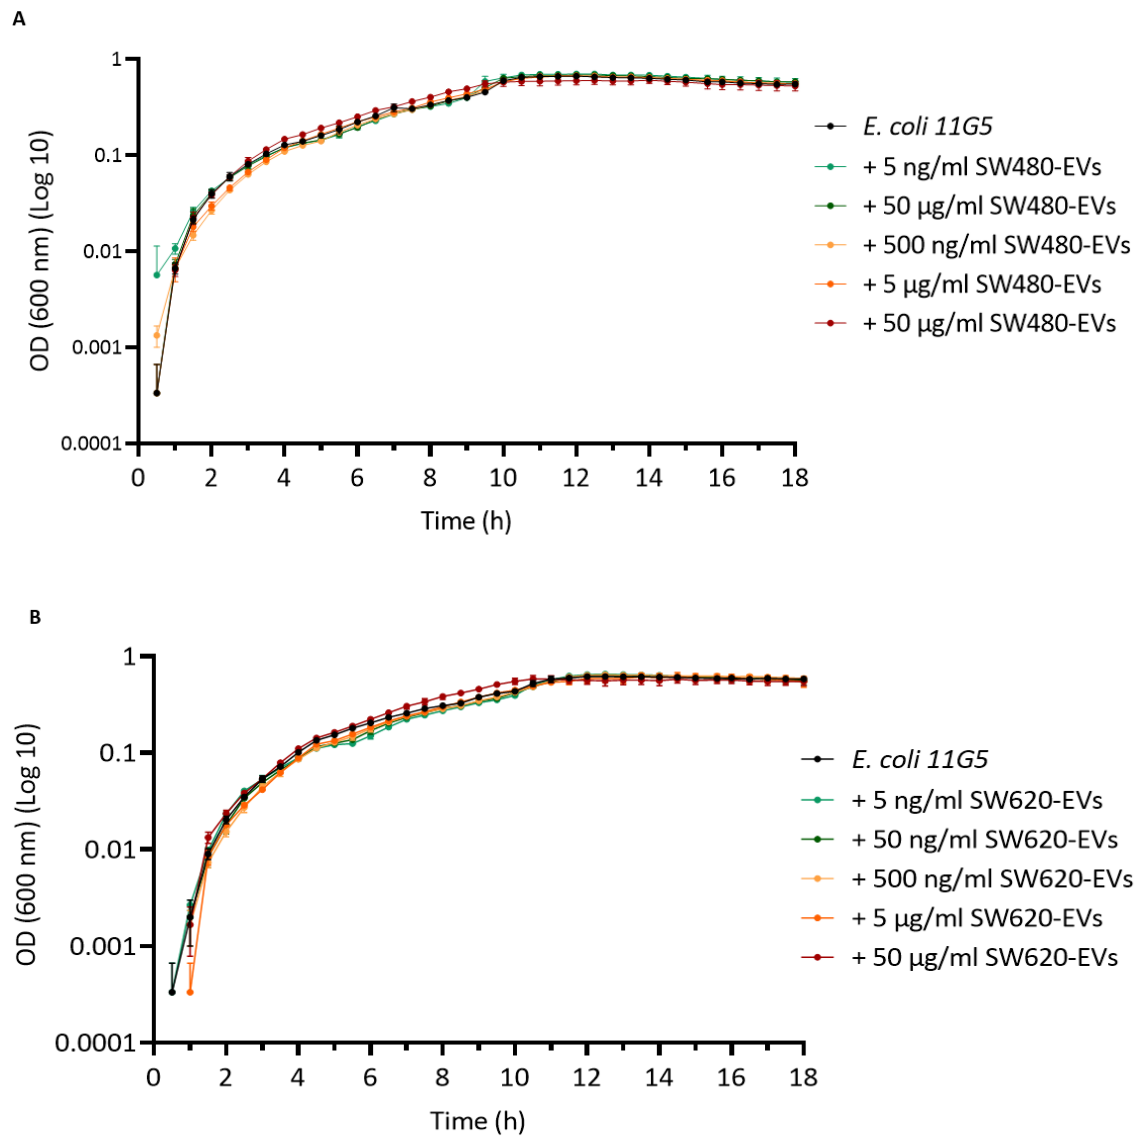 A
OD (600 nm) (Log 10)
1
0.1
0.01
0.001
0.0001
0 2 4 6 8 10 12 14 16 18
Time (h)
E. coli 11G5
+ 5 ng/ml SW480-EVs
+ 50 µg/ml SW480-EVs
+ 500 ng/ml SW480-EVs
+ 5 µg/ml SW480-EVs
+ 50 µg/ml SW480-EVs
B
OD (600 nm) (Log 10)
1
0.1
0.01
0.001
0.0001
0 2 4 6 8 10 12 14 16 18
Time (h)
E. coli 11G5
+ 5 ng/ml SW620-EVs
+ 50 ng/ml SW620-EVs
+ 500 ng/ml SW620-EVs
+ 5 µg/ml SW620-EVs
+ 50 µg/ml SW620-EVs